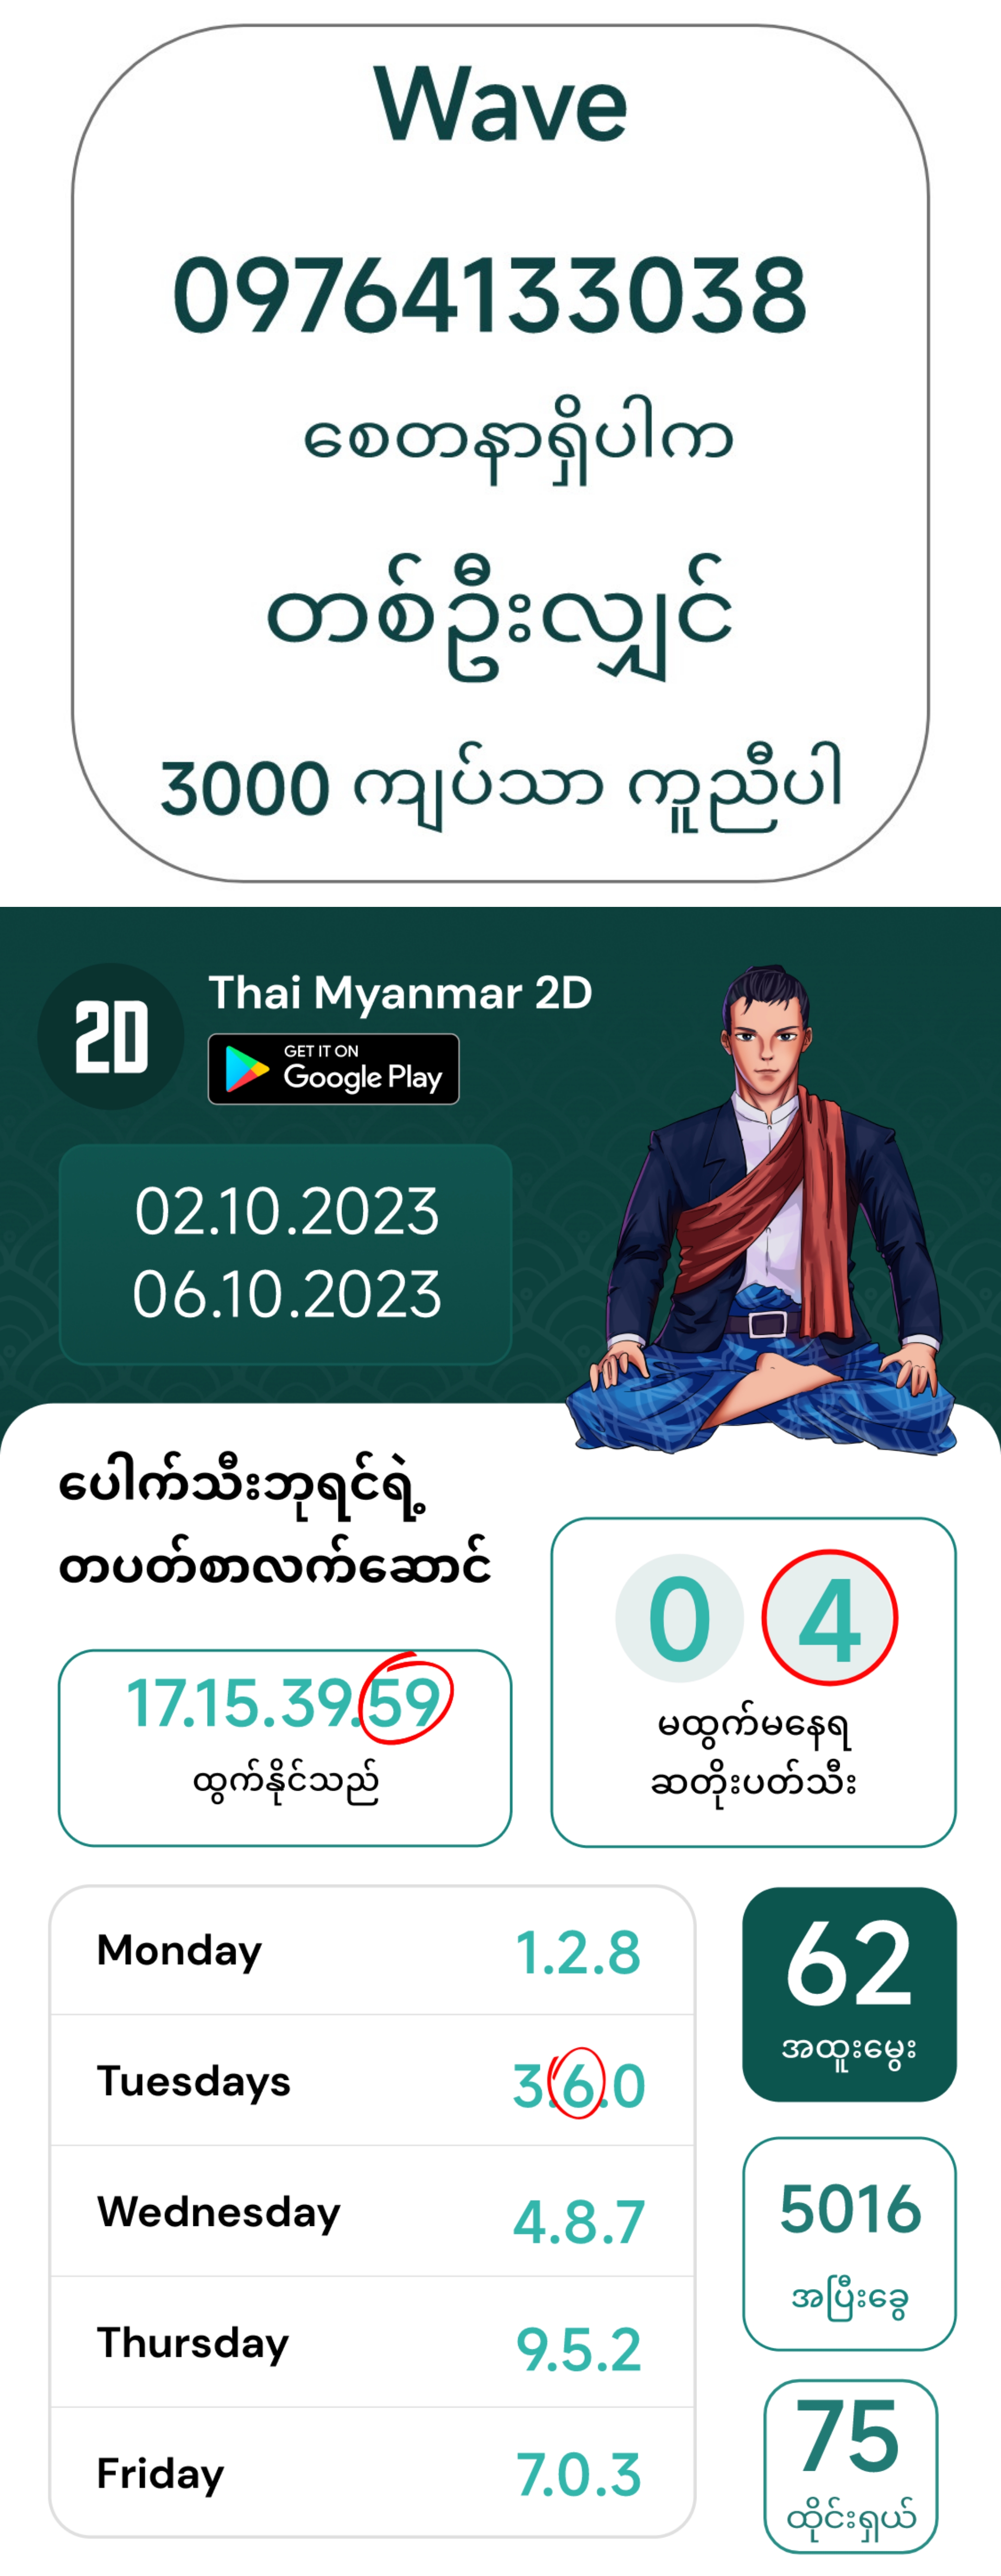 Wave
09764133038
စေတနာရှိပါက
တစ်ဦးလျှင်
3000 ကျပ်သာ ကူညီပါ
2D
Thai Myanmar 2D
GET IT ON
Google Play
02.10.2023
06.10.2023
ပေါက်သီးဘုရင်ရဲ့
တပတ်စာလက်ဆောင်
17.15.39.59
ထွက်နိုင်သည်
0 4
မထွက်မနေရ
ဆတိုးပတ်သီး
Monday 1.2.8
Tuesdays 3.6.0
Wednesday 4.8.7
Thursday 9.5.2
Friday 7.0.3
62
အထူးမွေး
5016
အပြီးခွေ
75
ထိုင်းရှယ်